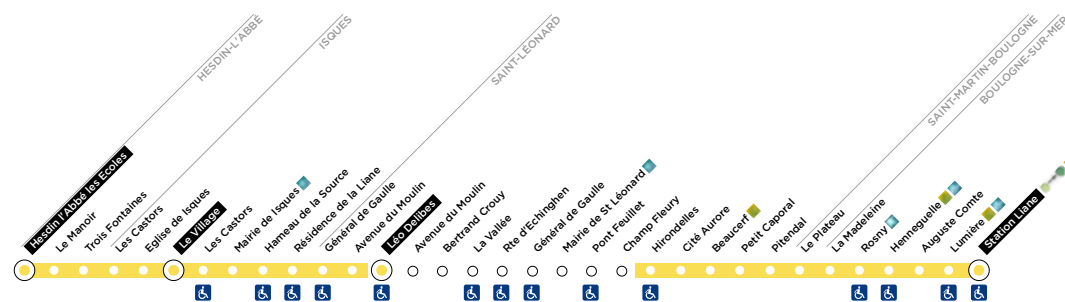 HESDIN-L'ABBÉ
ISQUES
SAINT-LÉONARD
SAINT-MARTIN-BOULOGNE
BOULOGNE-SUR-MER
Hesdin l'Abbé les Ecoles
Le Manoir
Trois Fontaines
Les Castors
Eglise de Isques
Le Village
Les Castors
Mairie de Isques
Hameau de la Source
Résidence de la Liane
Général de Gaulle
Avenue du Moulin
Léo Delibes
Avenue du Moulin
Bertrand Crouy
La Vallée
Rte d'Echinghen
Général de Gaulle
Mairie de St Léonard
Pont Feuillet
Champ Fleury
Hirondelles
Cité Aurore
Beaucerf
Petit Caporal
Pitendal
Le Plateau
La Madeleine
Rosny
Henneguelle
Auguste Comte
Lumière
Station Liane